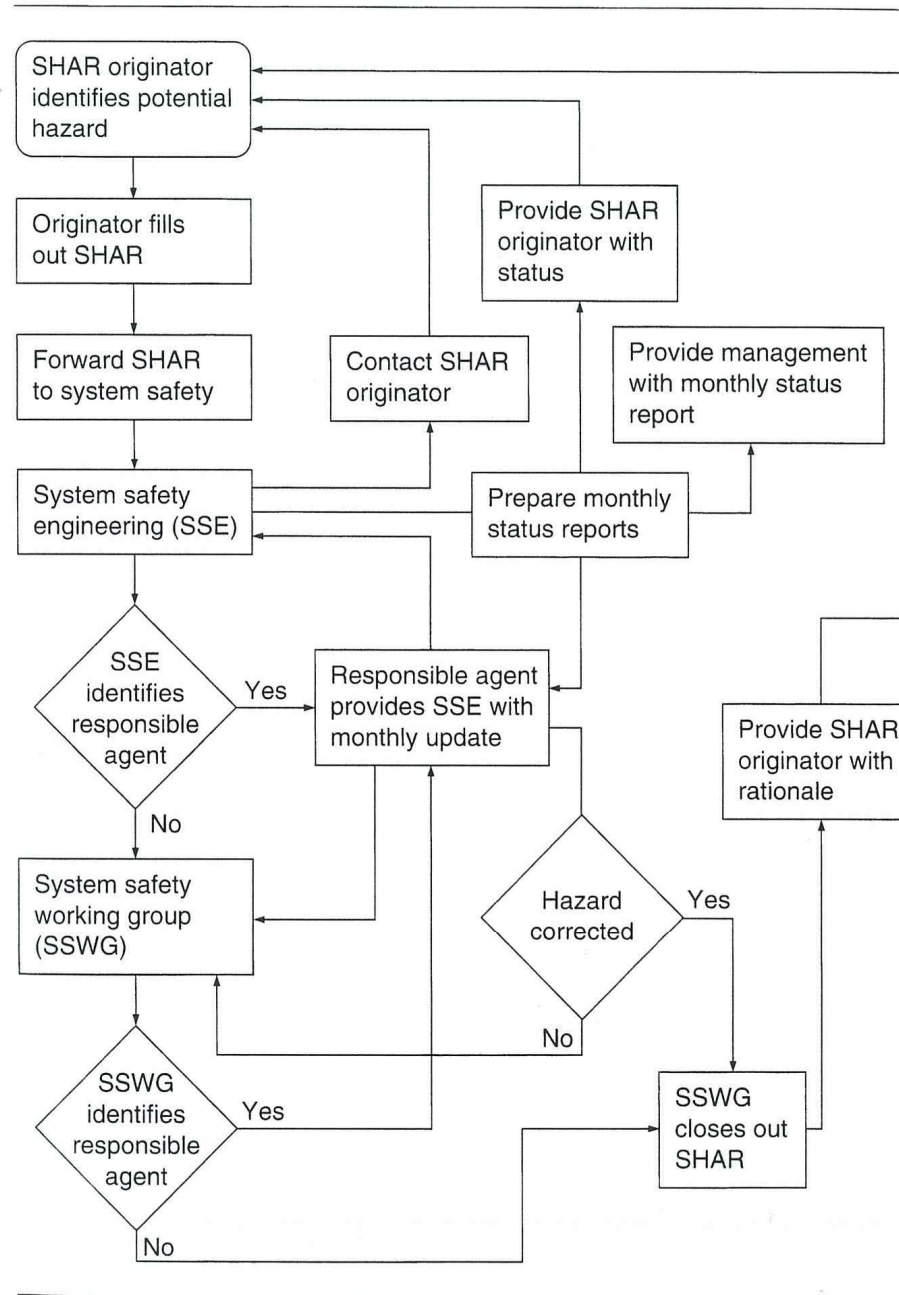 SHAR originator
identifies potential
hazard
Originator fills
out SHAR
Provide SHAR
originator with
status
Forward SHAR
to system safety
Contact SHAR
originator
Provide management
with monthly status
report
System safety
engineering (SSE)
Prepare monthly
status reports
SSE
identifies
responsible
agent
Yes
No
Responsible agent
provides SSE with
monthly update
Provide SHAR
originator with
rationale
System safety
working group
(SSWG)
Hazard
corrected
Yes
No
SSWG
identifies
responsible
agent
Yes
No
SSWG
closes out
SHAR